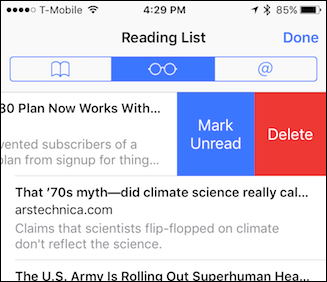 T-Mobile 4:29 PM 85%
Reading List Done
@
30 Plan Now Works With...
vented subscribers of a
plan from signup for thing...
Mark
Unread
Delete
That '70s myth—did climate science really cal...
arstechnica.com
Claims that scientists flip-flopped on climate
don't reflect the science.
The U.S. Army Is Rolling Out Superhuman Hea...